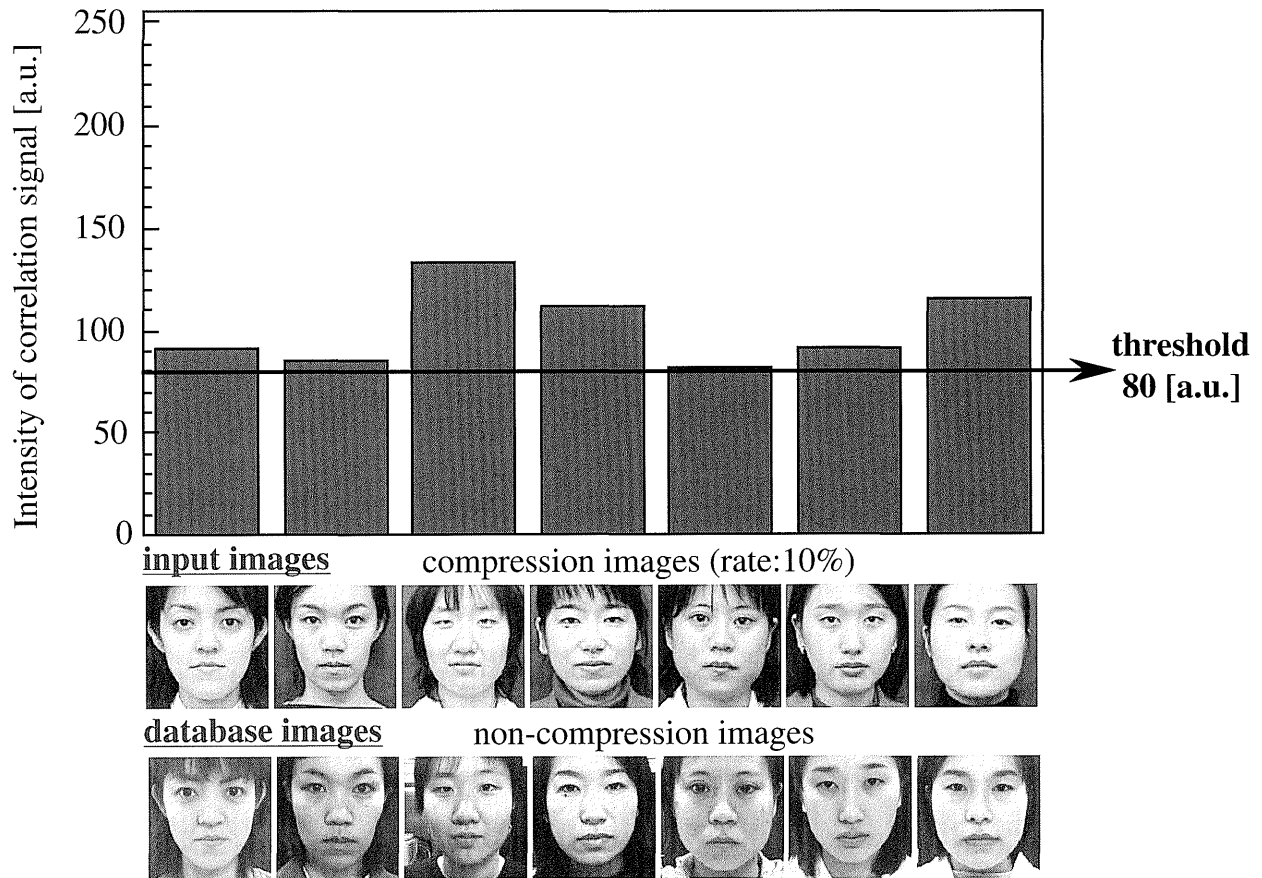 Intensity of correlation signal [a.u.]
250
200
150
100
50
0
threshold
80 [a.u.]
input images compression images (rate:10%)
database images non-compression images